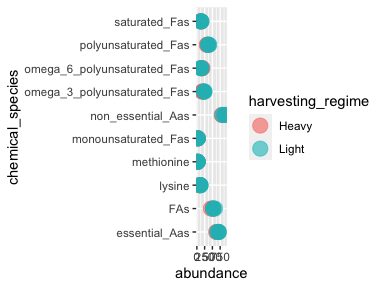 saturated_Fas
polyunsaturated_Fas
omega_6_polyunsaturated_Fas
omega_3_polyunsaturated_Fas
non_essential_Aas
monounsaturated_Fas
methionine
lysine
FAs
essential_Aas
chemical_species
abundance
harvesting_regime
Heavy
Light